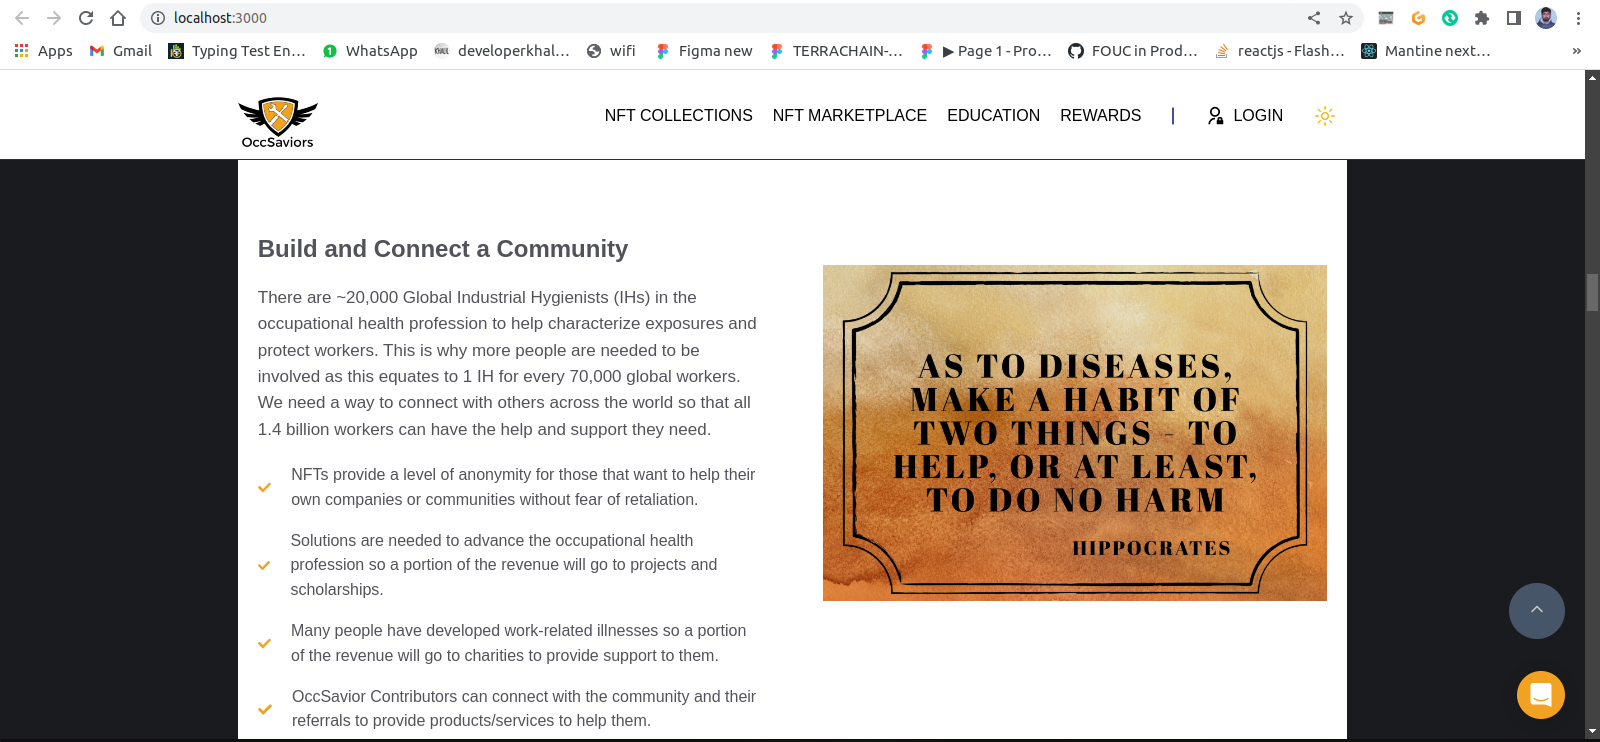 localhost:3000
Apps Gmail Typing Test En… WhatsApp developerkhal… wifi Figma new TERRACHAIN-… ▶ Page 1 - Pro… FOUC in Prod… reactjs - Flash… Mantine next… »
OccSaviors
NFT COLLECTIONS NFT MARKETPLACE EDUCATION REWARDS | LOGIN
Build and Connect a Community
There are ~20,000 Global Industrial Hygienists (IHs) in the
occupational health profession to help characterize exposures and
protect workers. This is why more people are needed to be
involved as this equates to 1 IH for every 70,000 global workers.
We need a way to connect with others across the world so that all
1.4 billion workers can have the help and support they need.
NFTs provide a level of anonymity for those that want to help their
own companies or communities without fear of retaliation.
Solutions are needed to advance the occupational health
profession so a portion of the revenue will go to projects and
scholarships.
Many people have developed work-related illnesses so a portion
of the revenue will go to charities to provide support to them.
OccSavior Contributors can connect with the community and their
referrals to provide products/services to help them.
AS TO DISEASES,
MAKE A HABIT OF
TWO THINGS - TO
HELP, OR AT LEAST,
TO DO NO HARM
HIPPOCRATES